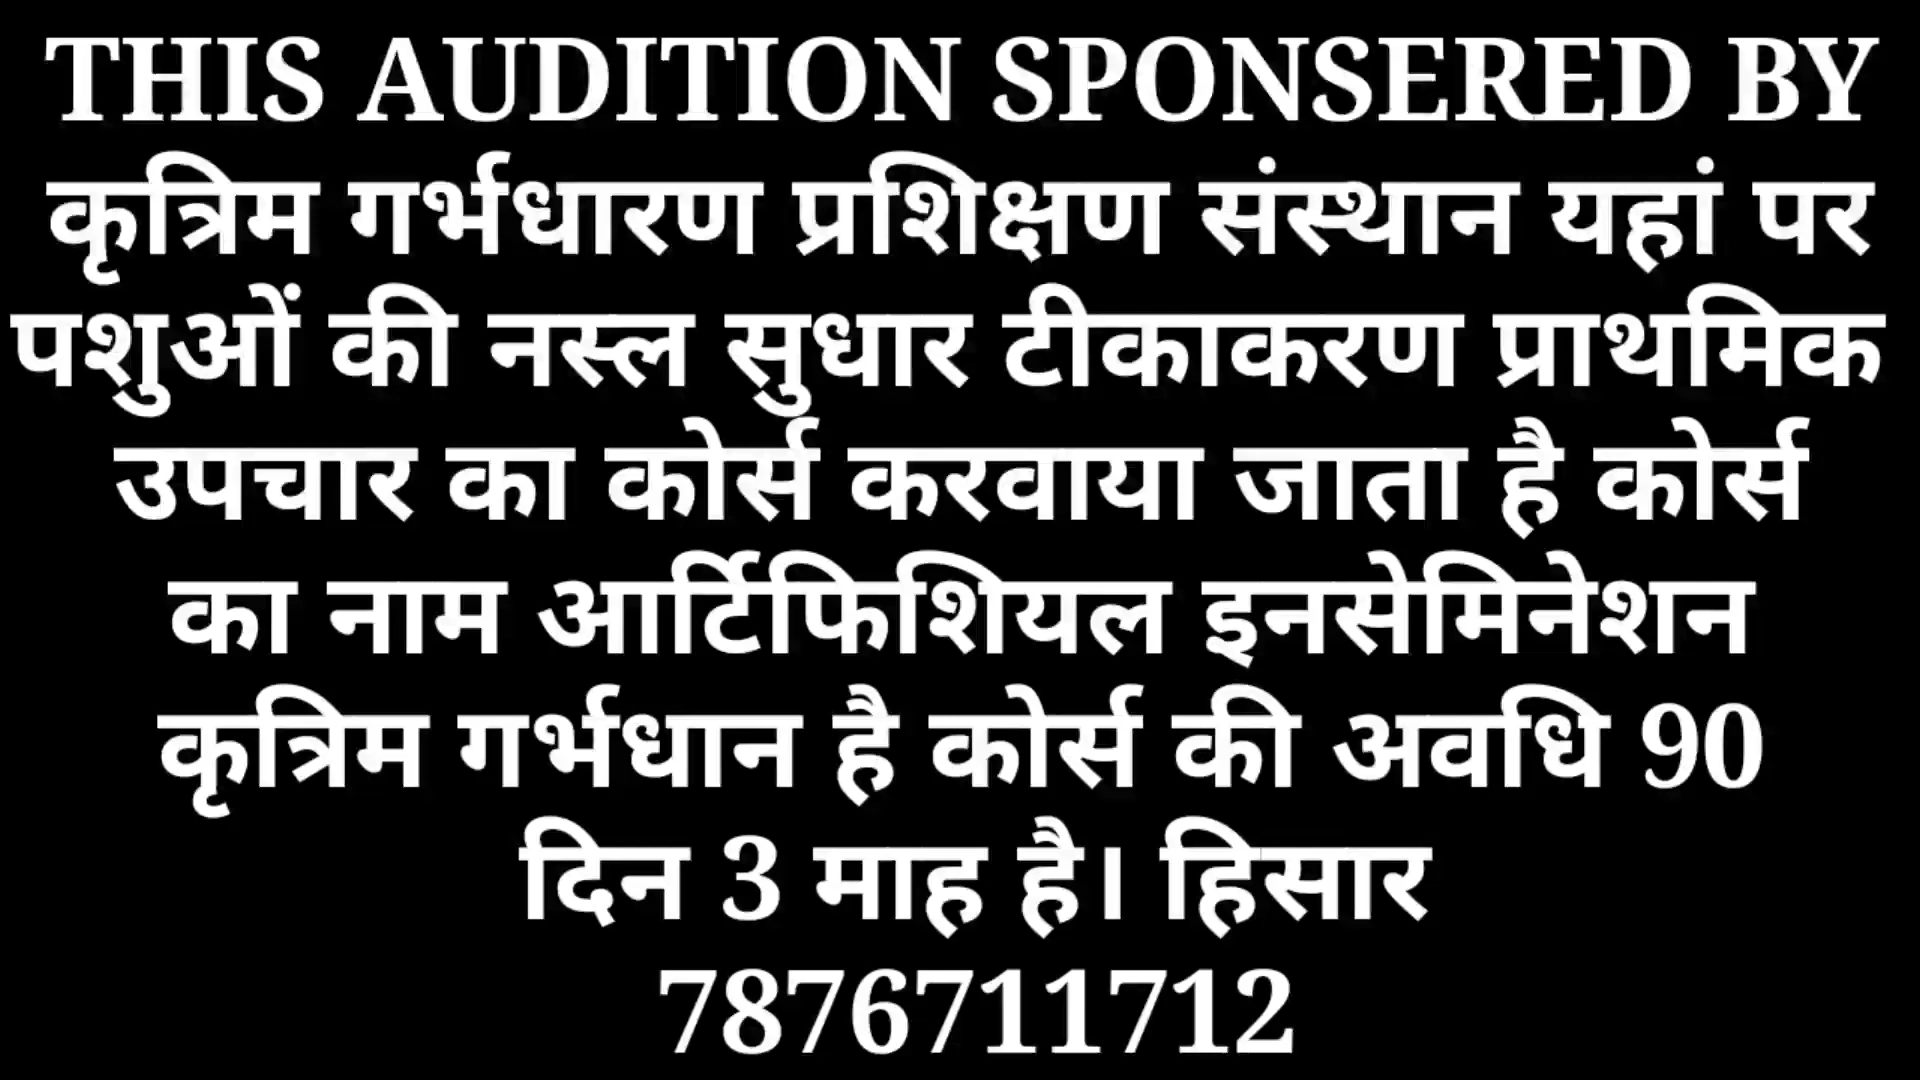 THIS AUDITION SPONSERED BY
कृत्रिम गर्भधारण प्रशिक्षण संस्थान यहां पर
पशुओं की नस्ल सुधार टीकाकरण प्राथमिक
उपचार का कोर्स करवाया जाता है कोर्स
का नाम आर्टिफिशियल इनसेमिनेशन
कृत्रिम गर्भधान है कोर्स की अवधि 90
दिन 3 माह है। हिसार
7876711712